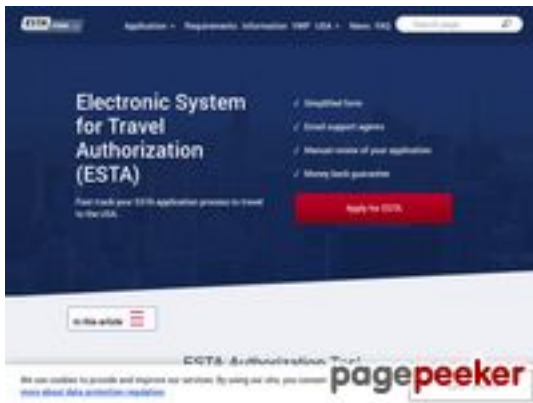 ESTA
Application Requirements Information VWP USA News FAQ
Electronic System
for Travel
Authorization
(ESTA)
✓ Simplified form
✓ Email support agents
✓ Manual review of your application
✓ Money back guarantee
Fast track your ESTA application process to travel
to the USA.
Apply for ESTA
In this article
ESTA Authorization
We use cookies to provide and improve our services. By using our site, you consent
more about data protection regulation
pagepeeker